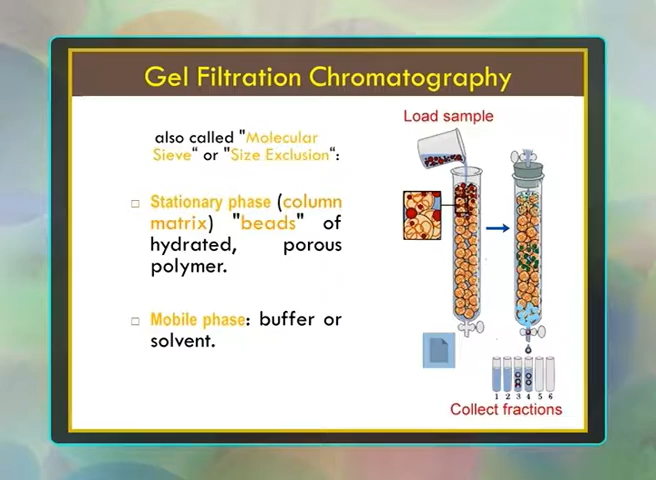 Gel Filtration Chromatography
Load sample
also called "Molecular
Sieve“ or "Size Exclusion“:
Stationary phase (column
matrix) "beads" of
hydrated, porous
polymer.
Mobile phase: buffer or
solvent.
1 2 3 4 5 6
Collect fractions